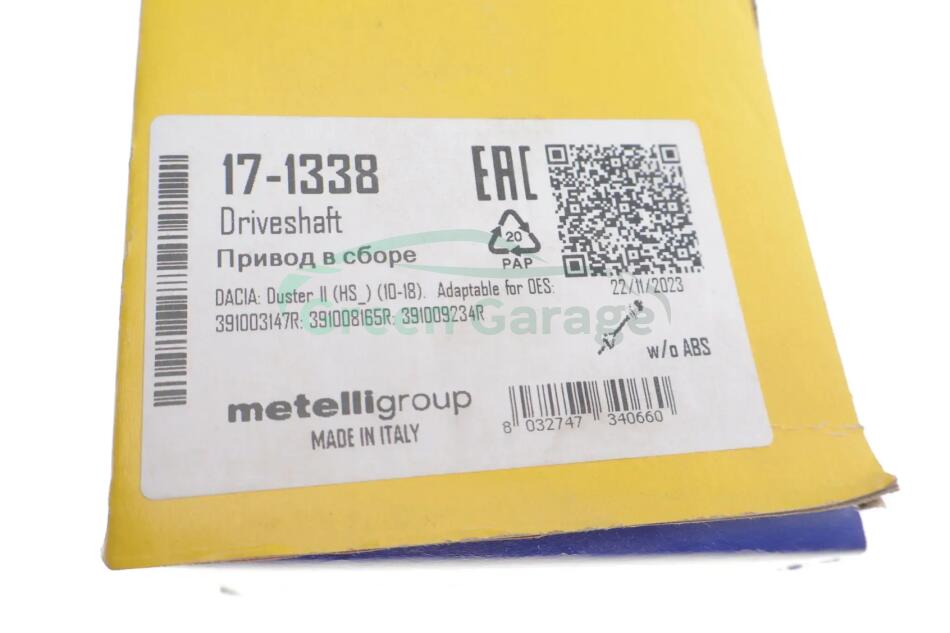 17-1338
EAC
Driveshaft
Привод в сборе
20
PAP
DACIA: Duster II (HS_) (10-18). Adaptable for OES:
391003147R: 391008165R: 391009234R
22/11/2023
Green Garage
w/o ABS
metelligroup
MADE IN ITALY
8 032747 340660